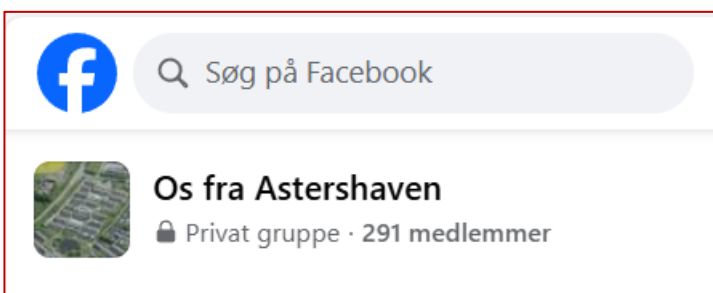 Søg på Facebook
Os fra Astershaven
Privat gruppe · 291 medlemmer